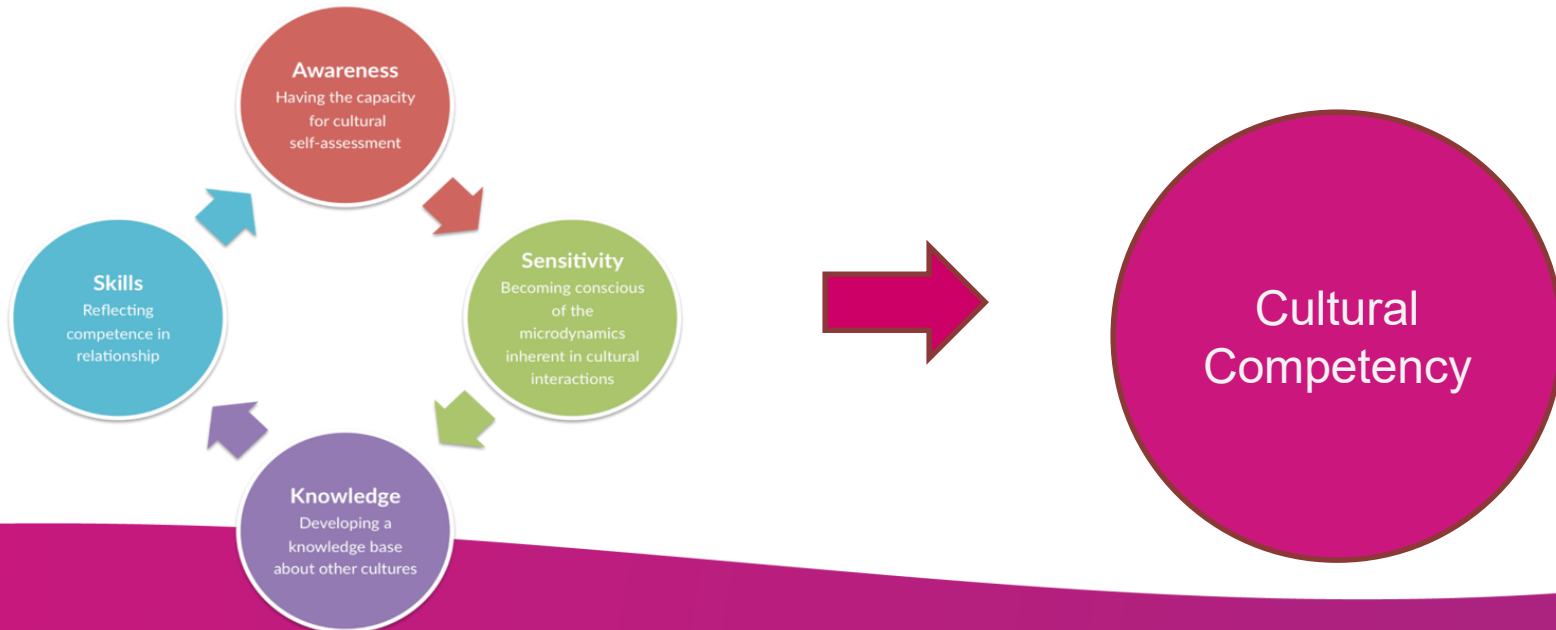 Awareness
Having the capacity
for cultural
self-assessment
Sensitivity
Becoming conscious
of the
microdynamics
inherent in cultural
interactions
Knowledge
Developing a
knowledge base
about other cultures
Skills
Reflecting
competence in
relationship
Cultural
Competency